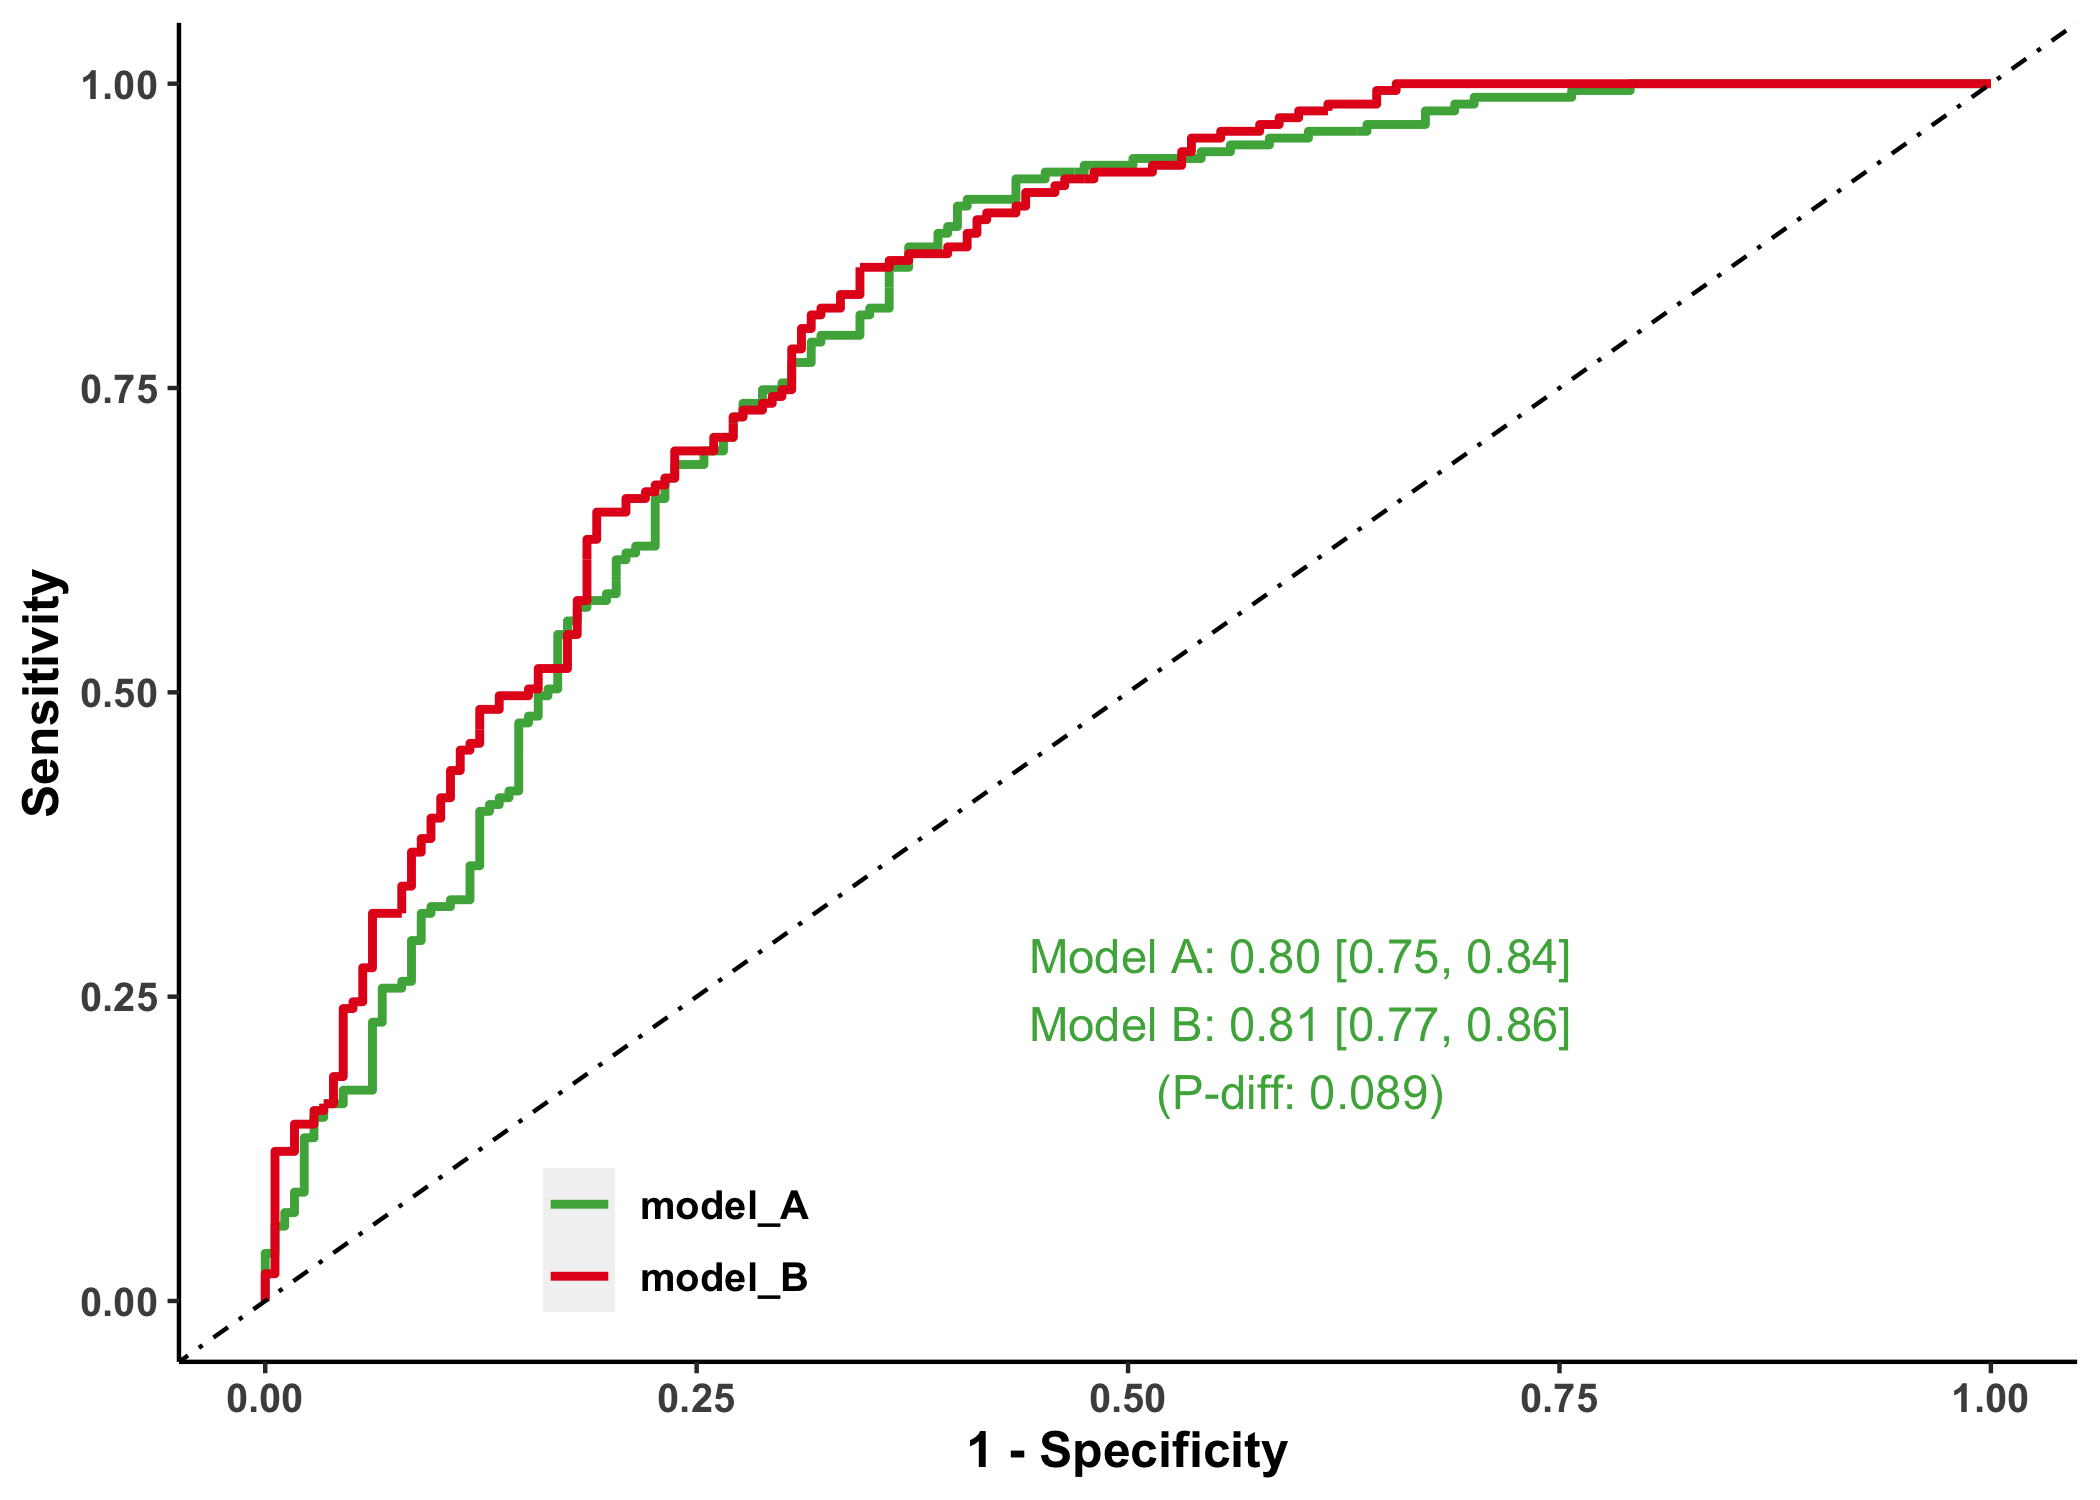 1.00
0.75
0.50
0.25
0.00
Sensitivity
Model A: 0.80 [0.75, 0.84]
Model B: 0.81 [0.77, 0.86]
(P-diff: 0.089)
model_A
model_B
0.00 0.25 0.50 0.75 1.00
1 - Specificity